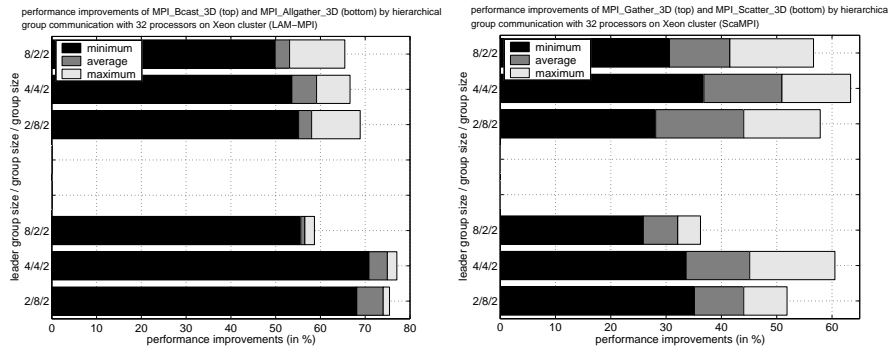 performance improvements of MPI_Bcast_3D (top) and MPI_Allgather_3D (bottom) by hierarchical
group communication with 32 processors on Xeon cluster (LAM-MPI)
minimum
average
maximum
8/2/2
4/4/2
2/8/2
8/2/2
4/4/2
2/8/2
leader group size / group size / group size
0 10 20 30 40 50 60 70 80
performance improvements (in %)
performance improvements of MPI_Gather_3D (top) and MPI_Scatter_3D (bottom) by hierarchical
group communication with 32 processors on Xeon cluster (ScaMPI)
minimum
average
maximum
8/2/2
4/4/2
2/8/2
8/2/2
4/4/2
2/8/2
leader group size / group size / group size
0 10 20 30 40 50 60
performance improvements (in %)